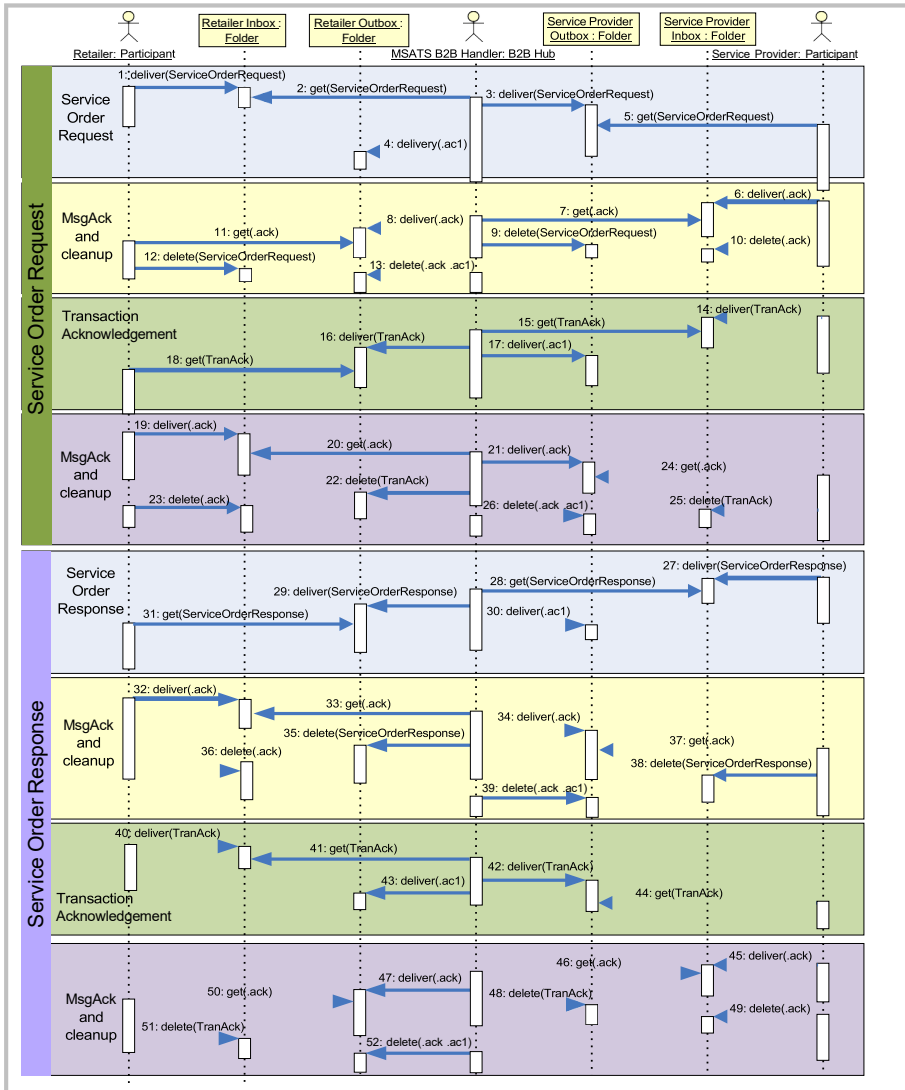 Retailer Inbox :
Folder
Retailer Outbox :
Folder
Service Provider
Outbox : Folder
Service Provider
Inbox : Folder
Retailer: Participant
MSATS B2B Handler: B2B Hub
Service Provider: Participant
Service Order Request
Service
Order
Request
1: deliver(ServiceOrderRequest)
2: get(ServiceOrderRequest)
3: deliver(ServiceOrderRequest)
5: get(ServiceOrderRequest)
4: delivery(.ac1)
MsgAck
and
cleanup
6: deliver(.ack)
7: get(.ack)
8: deliver(.ack)
9: delete(ServiceOrderRequest)
10: delete(.ack)
11: get(.ack)
12: delete(ServiceOrderRequest)
13: delete(.ack .ac1)
Transaction
Acknowledgement
14: deliver(TranAck)
15: get(TranAck)
16: deliver(TranAck)
17: deliver(.ac1)
18: get(TranAck)
MsgAck
and
cleanup
19: deliver(.ack)
20: get(.ack)
21: deliver(.ack)
24: get(.ack)
22: delete(TranAck)
23: delete(.ack)
26: delete(.ack .ac1)
25: delete(TranAck)
Service Order Response
Service
Order
Response
27: deliver(ServiceOrderResponse)
28: get(ServiceOrderResponse)
29: deliver(ServiceOrderResponse)
30: deliver(.ac1)
31: get(ServiceOrderResponse)
MsgAck
and
cleanup
32: deliver(.ack)
33: get(.ack)
34: deliver(.ack)
35: delete(ServiceOrderResponse)
36: delete(.ack)
37: get(.ack)
38: delete(ServiceOrderResponse)
39: delete(.ack .ac1)
Transaction
Acknowledgement
40: deliver(TranAck)
41: get(TranAck)
42: deliver(TranAck)
43: deliver(.ac1)
44: get(TranAck)
MsgAck
and
cleanup
45: deliver(.ack)
46: get(.ack)
47: deliver(.ack)
48: delete(TranAck)
49: delete(.ack)
50: get(.ack)
51: delete(TranAck)
52: delete(.ack .ac1)